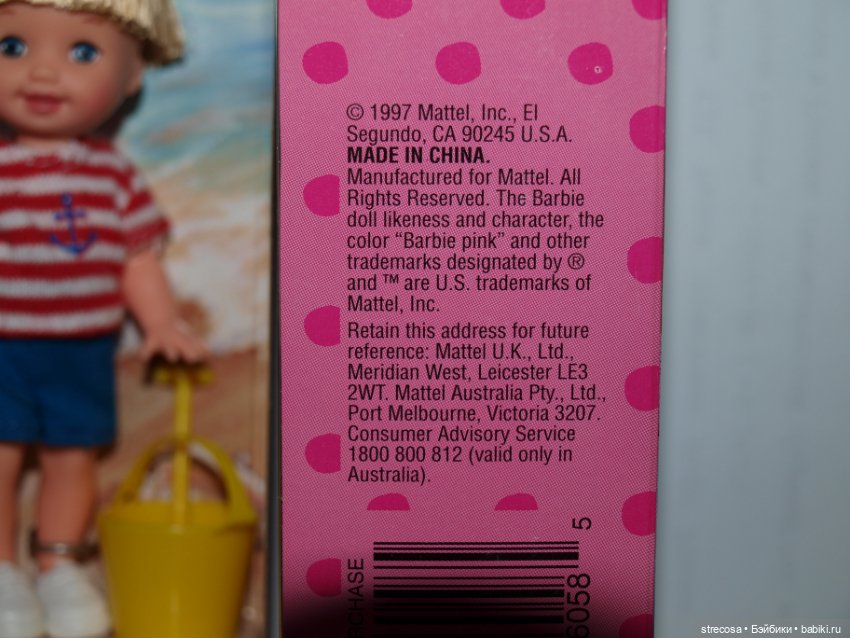 © 1997 Mattel, Inc., El
Segundo, CA 90245 U.S.A.
MADE IN CHINA.
Manufactured for Mattel. All
Rights Reserved. The Barbie
doll likeness and character, the
color “Barbie pink” and other
trademarks designated by ®
and ™ are U.S. trademarks of
Mattel, Inc.
Retain this address for future
reference: Mattel U.K., Ltd.,
Meridian West, Leicester LE3
2WT. Mattel Australia Pty., Ltd.,
Port Melbourne, Victoria 3207.
Consumer Advisory Service
1800 800 812 (valid only in
Australia).
5
6058
CHASE
strecosa • Бэйбики • babiki.ru